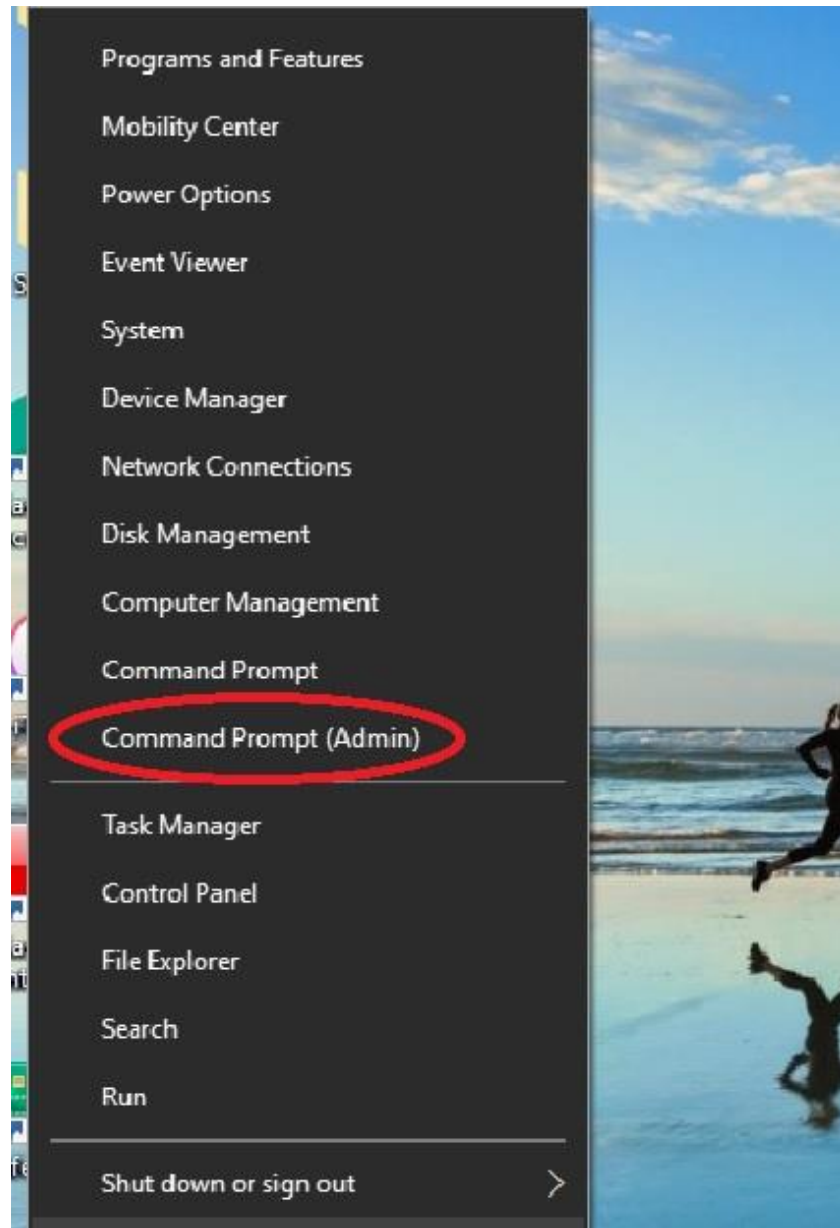 Programs and Features
Mobility Center
Power Options
Event Viewer
System
Device Manager
Network Connections
Disk Management
Computer Management
Command Prompt
Command Prompt (Admin)
Task Manager
Control Panel
File Explorer
Search
Run
Shut down or sign out